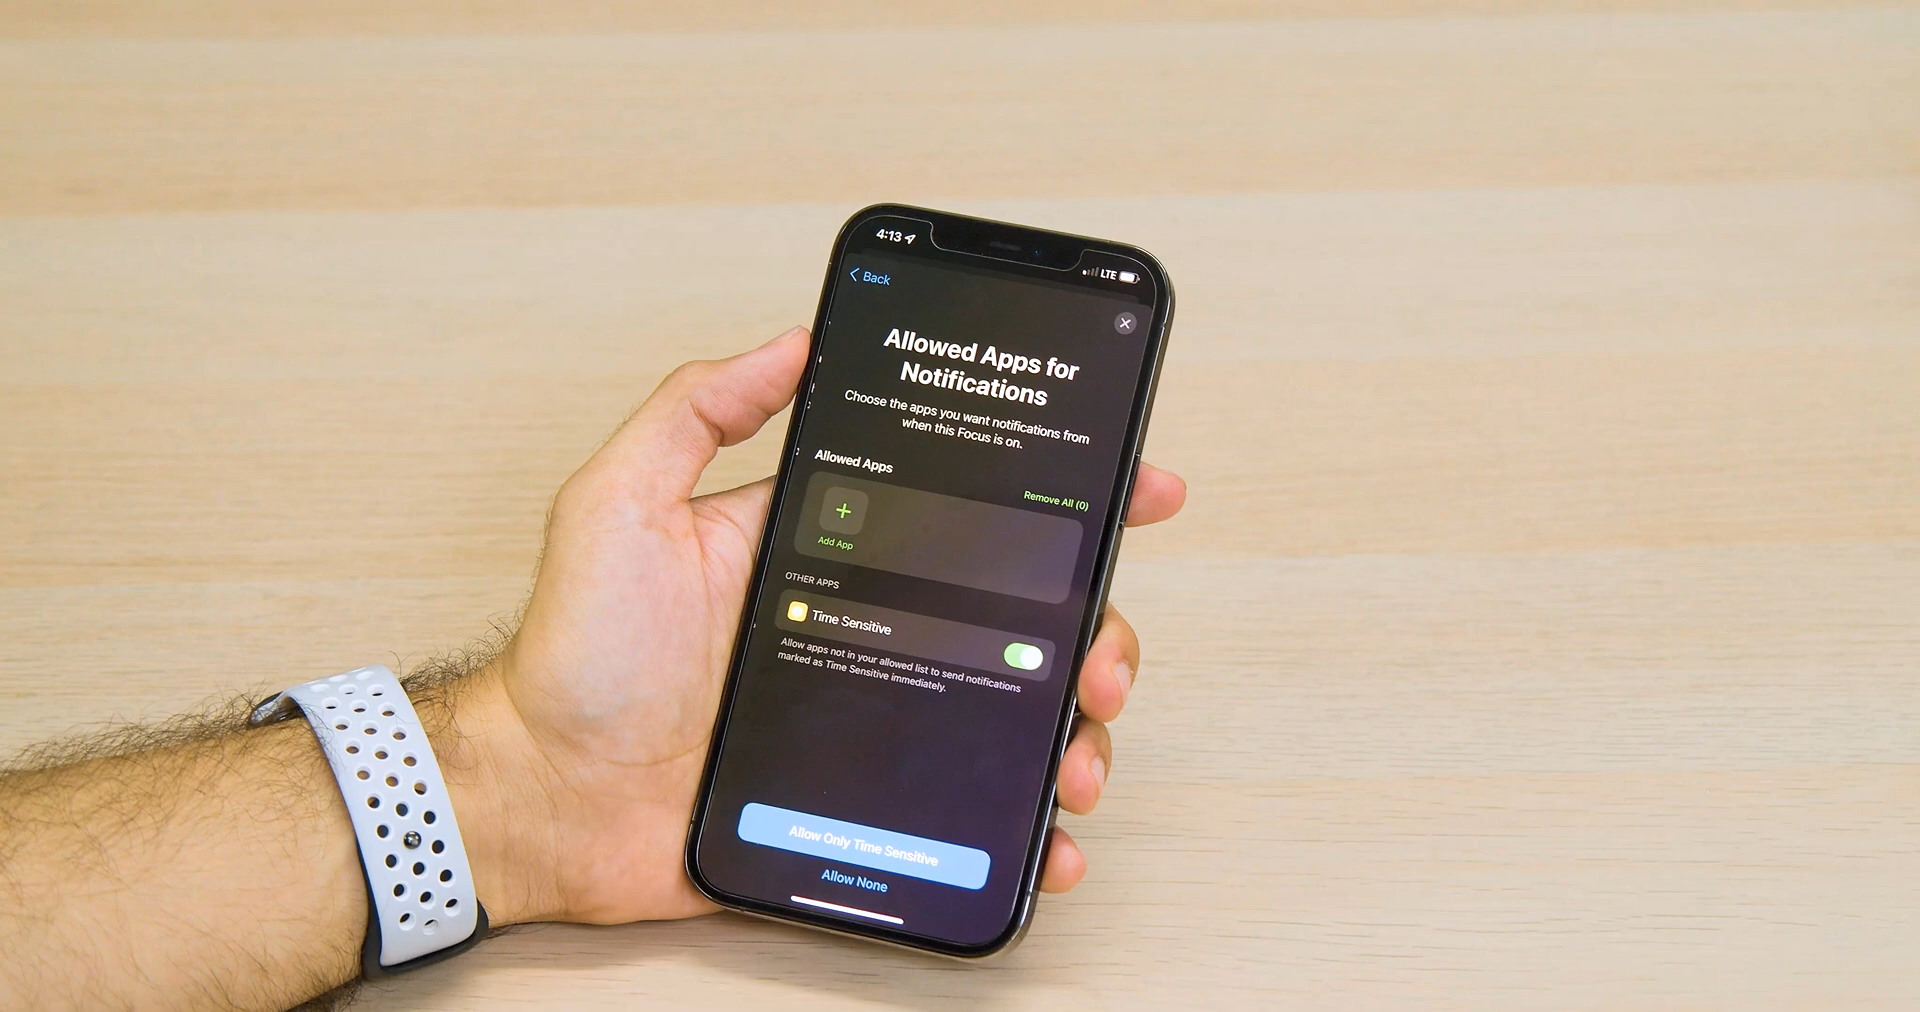 4:13
LTE
Back
Allowed Apps for
Notifications
Choose the apps you want notifications from
when this Focus is on.
Allowed Apps
Remove All (0)
Add App
OTHER APPS
Time Sensitive
Allow apps not in your allowed list to send notifications
marked as Time Sensitive immediately.
Allow Only Time Sensitive
Allow None